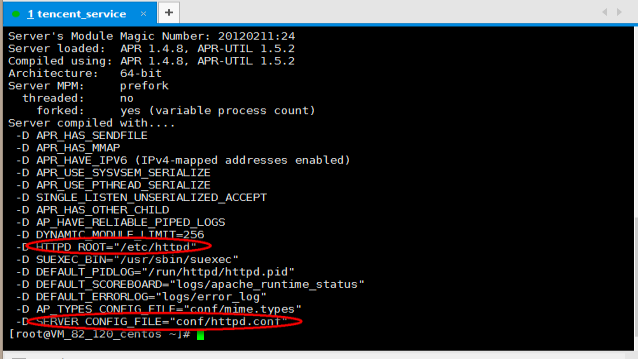 1 tencent_service
Server's Module Magic Number: 20120211:24
Server loaded:  APR 1.4.8, APR-UTIL 1.5.2
Compiled using: APR 1.4.8, APR-UTIL 1.5.2
Architecture:   64-bit
Server MPM:     prefork
  threaded:     no
    forked:     yes (variable process count)
Server compiled with....
 -D APR_HAS_SENDFILE
 -D APR_HAS_MMAP
 -D APR_HAVE_IPV6 (IPv4-mapped addresses enabled)
 -D APR_USE_SYSVSEM_SERIALIZE
 -D APR_USE_PTHREAD_SERIALIZE
 -D SINGLE_LISTEN_UNSERIALIZED_ACCEPT
 -D APR_HAS_OTHER_CHILD
 -D AP_HAVE_RELIABLE_PIPED_LOGS
 -D DYNAMIC_MODULE_LIMIT=256
 -D HTTPD_ROOT="/etc/httpd"
 -D SUEXEC_BIN="/usr/sbin/suexec"
 -D DEFAULT_PIDLOG="/run/httpd/httpd.pid"
 -D DEFAULT_SCOREBOARD="logs/apache_runtime_status"
 -D DEFAULT_ERRORLOG="logs/error_log"
 -D AP_TYPES_CONFIG_FILE="conf/mime.types"
 -D SERVER_CONFIG_FILE="conf/httpd.conf"
[root@VM_82_120_centos ~]#